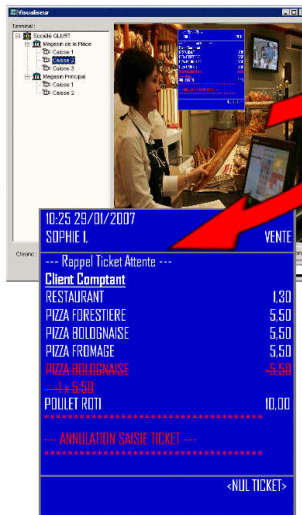 Visualiseur
Terminal :
Société GLURT
Magasin de la Place
Caisse 1
Caisse 2
Caisse 3
Magasin Principal
Caisse 1
Caisse 2
Chrono
10:25 29/01/2007
SOPHIE I, VENTE
--- Rappel Ticket Attente ---
Client Comptant
RESTAURANT 1,30
PIZZA FORESTIERE 5,50
PIZZA BOLOGNAISE 5,50
PIZZA FROMAGE 5,50
PIZZA BOLOGNAISE -5,50
-1 x 5,50
POULET ROTI 10,00
****************************************
--- ANNULATION SAISIE TICKET ---
****************************************
<NUL TICKET>